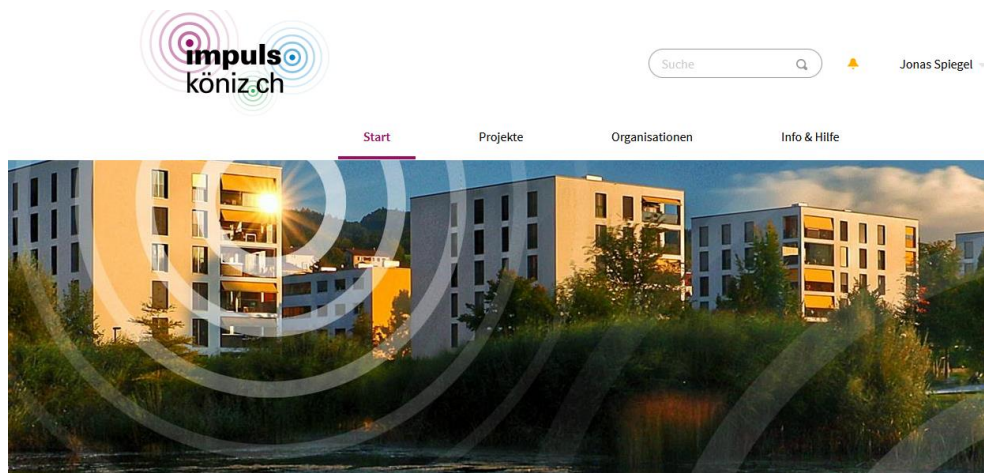 impuls
köniz.ch
Suche
Jonas Spiegel
Start
Projekte
Organisationen
Info & Hilfe